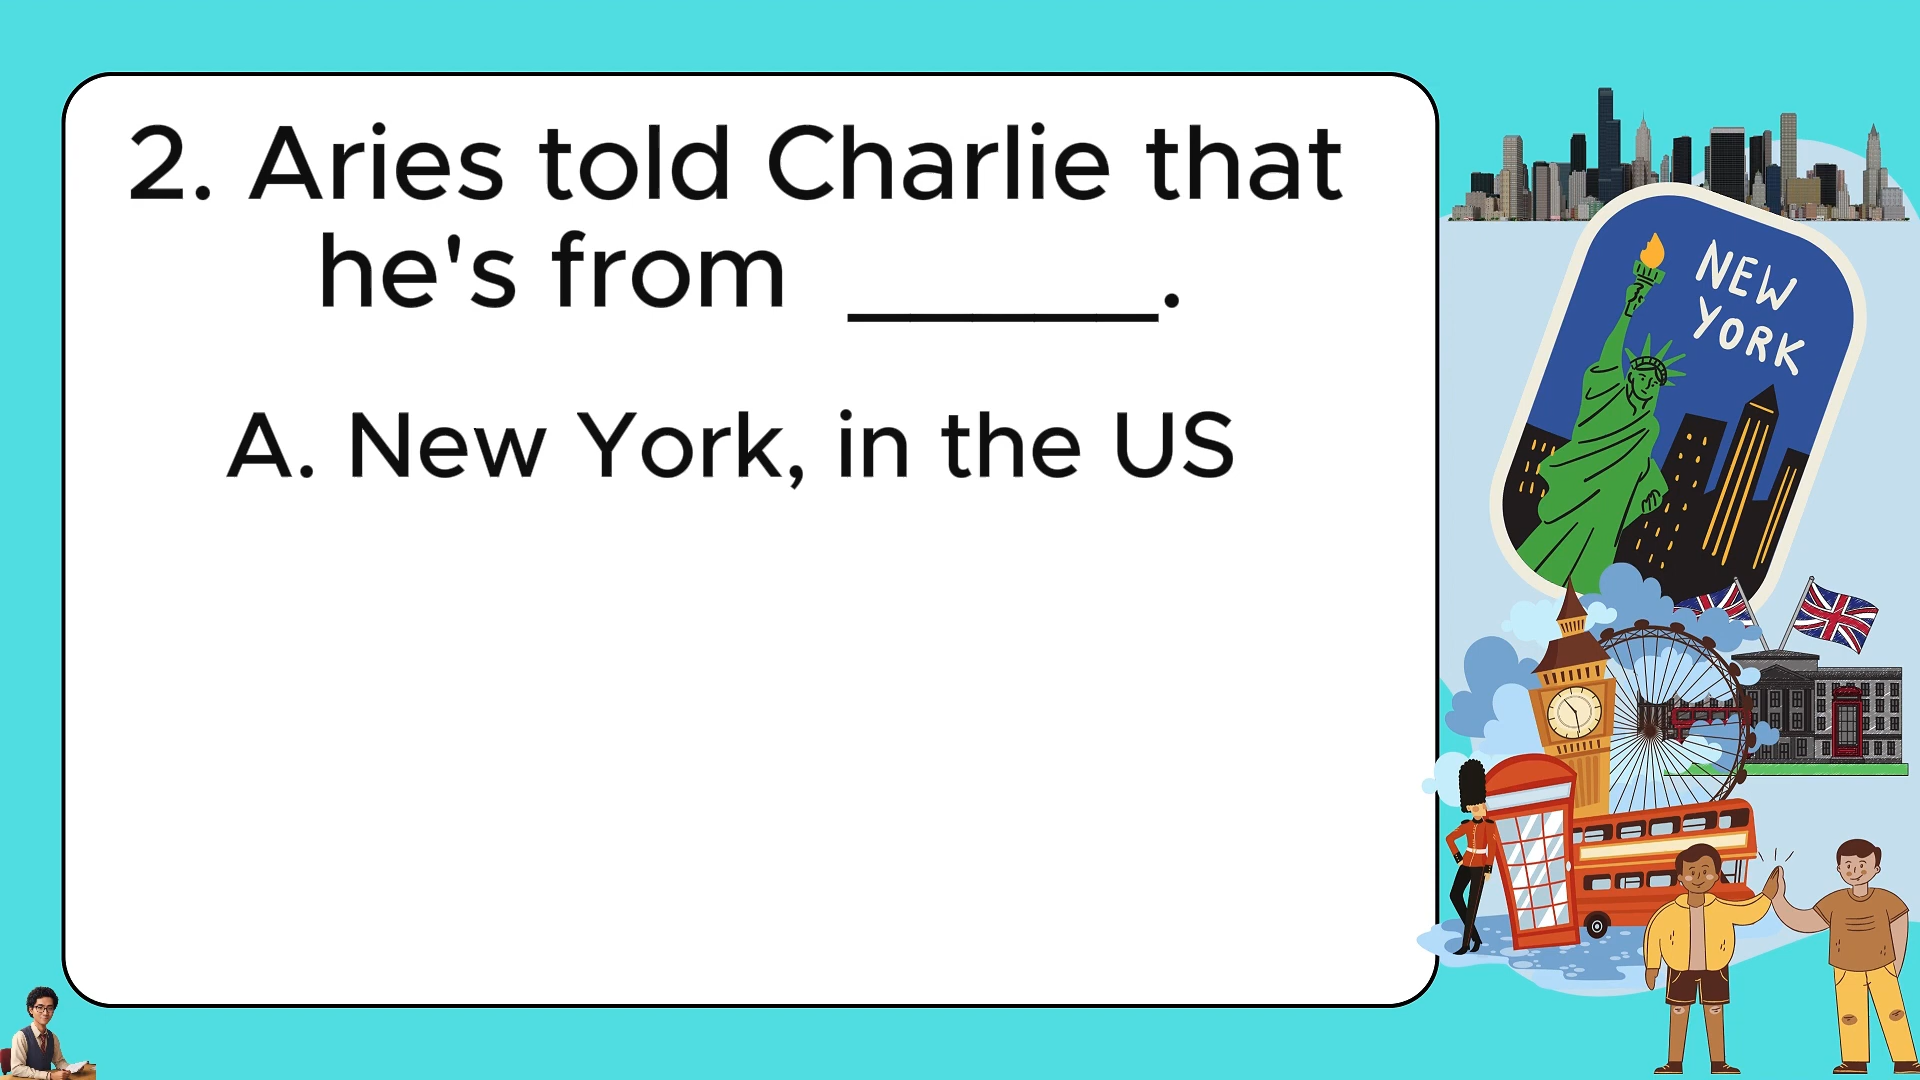 2. Aries told Charlie that
he's from ______.
A. New York, in the US
NEW
YORK